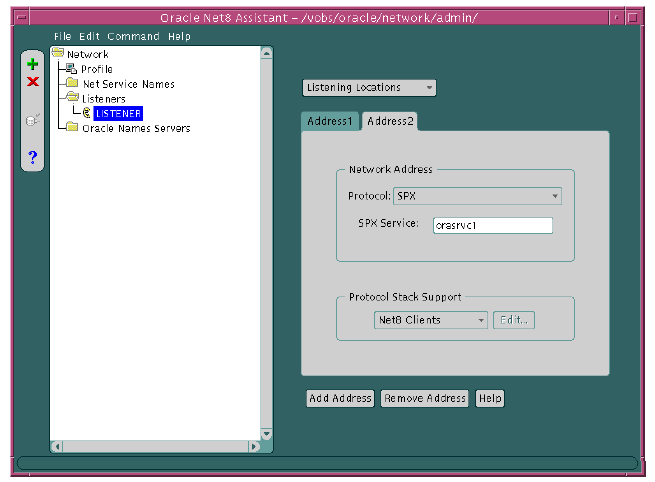 Oracle Net8 Assistant – /vobs/oracle/network/admin/
File Edit Command Help
Network
Profile
Net Service Names
Listeners
LISTENER
Oracle Names Servers
?
Listening Locations
Address1 Address2
Network Address
Protocol: SPX
SPX Service: orasrvc1
Protocol Stack Support
Net8 Clients Edit...
Add Address Remove Address Help